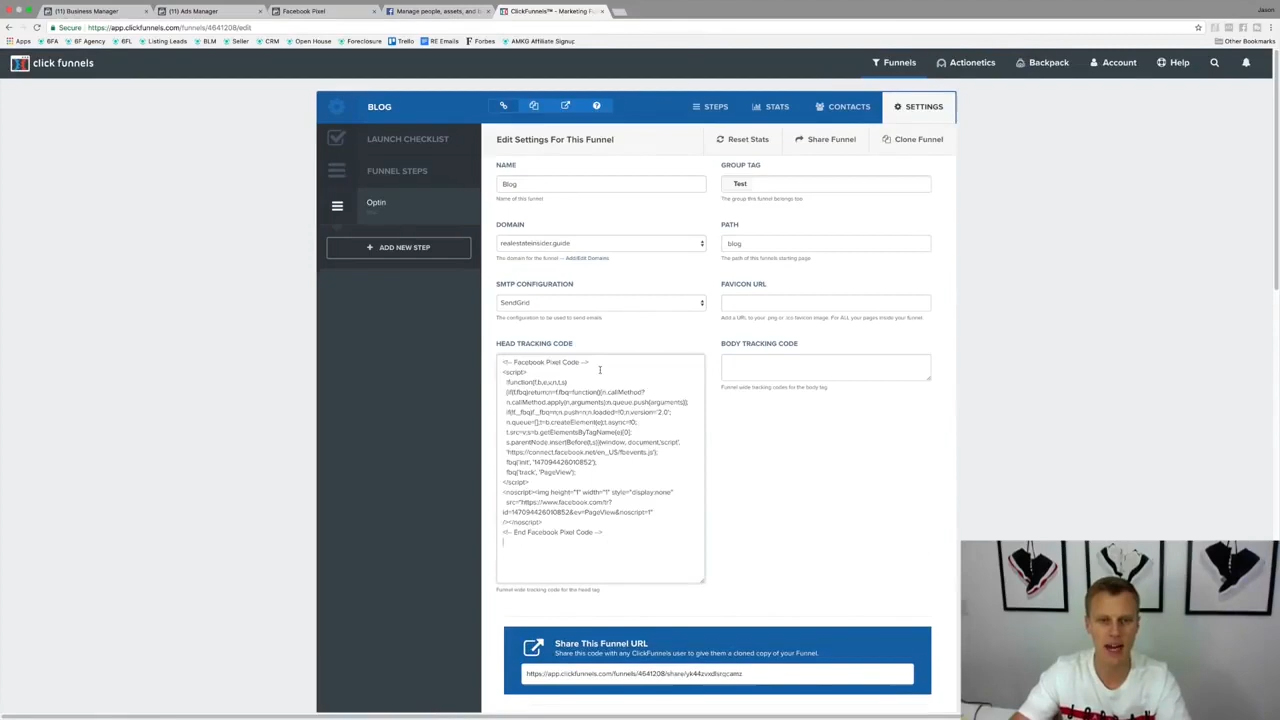 (11) Business Manager
(11) Ads Manager
Facebook Pixel
Manage people, assets, and b
ClickFunnels™ - Marketing F
Jaxon
Secure
https://app.clickfunnels.com/funnels/4641208/edit
Apps
6FA
6F Agency
6FL
Listing Leads
BLM
Seller
CRM
Open House
Foreclosure
Trello
RE Emails
Forbes
AMKG Affiliate Signup
Other Bookmarks
click funnels
Funnels
Actionetics
Backpack
Account
Help
BLOG
STEPS
STATS
CONTACTS
SETTINGS
LAUNCH CHECKLIST
FUNNEL STEPS
Optin
+ ADD NEW STEP
Edit Settings For This Funnel
Reset Stats
Share Funnel
Clone Funnel
NAME
Blog
Name of this funnel
GROUP TAG
Test
The group this funnel belongs too
DOMAIN
realestateinsider.guide
The domain for the funnel -- Add/Edit Domains
PATH
blog
The path of this funnels starting page
SMTP CONFIGURATION
SendGrid
The configuration to be used to send emails
FAVICON URL
Add a URL to your .png or .ico favicon image. For ALL your pages inside your funnel.
HEAD TRACKING CODE
<!-- Facebook Pixel Code -->
<script>
!function(f,b,e,v,n,t,s)
{if(f.fbq)return;n=f.fbq=function(){n.callMethod?
n.callMethod.apply(n,arguments):n.queue.push(arguments)};
if(!f._fbq)f._fbq=n;n.push=n;n.loaded=!0;n.version='2.0';
n.queue=[];t=b.createElement(e);t.async=!0;
t.src=v;s=b.getElementsByTagName(e)[0];
s.parentNode.insertBefore(t,s)}(window, document,'script',
'https://connect.facebook.net/en_US/fbevents.js');
fbq('init', '147094426010852');
fbq('track', 'PageView');
</script>
<noscript><img height="1" width="1" style="display:none"
src="https://www.facebook.com/tr?
id=147094426010852&ev=PageView&noscript=1"
/></noscript>
<!-- End Facebook Pixel Code -->
Funnel wide tracking code for the head tag
BODY TRACKING CODE
Funnel wide tracking codes for the body tag
Share This Funnel URL
Share this code with any ClickFunnels user to give them a cloned copy of your Funnel.
https://app.clickfunnels.com/funnels/4641208/share/yk44zvxdlsrqcamz